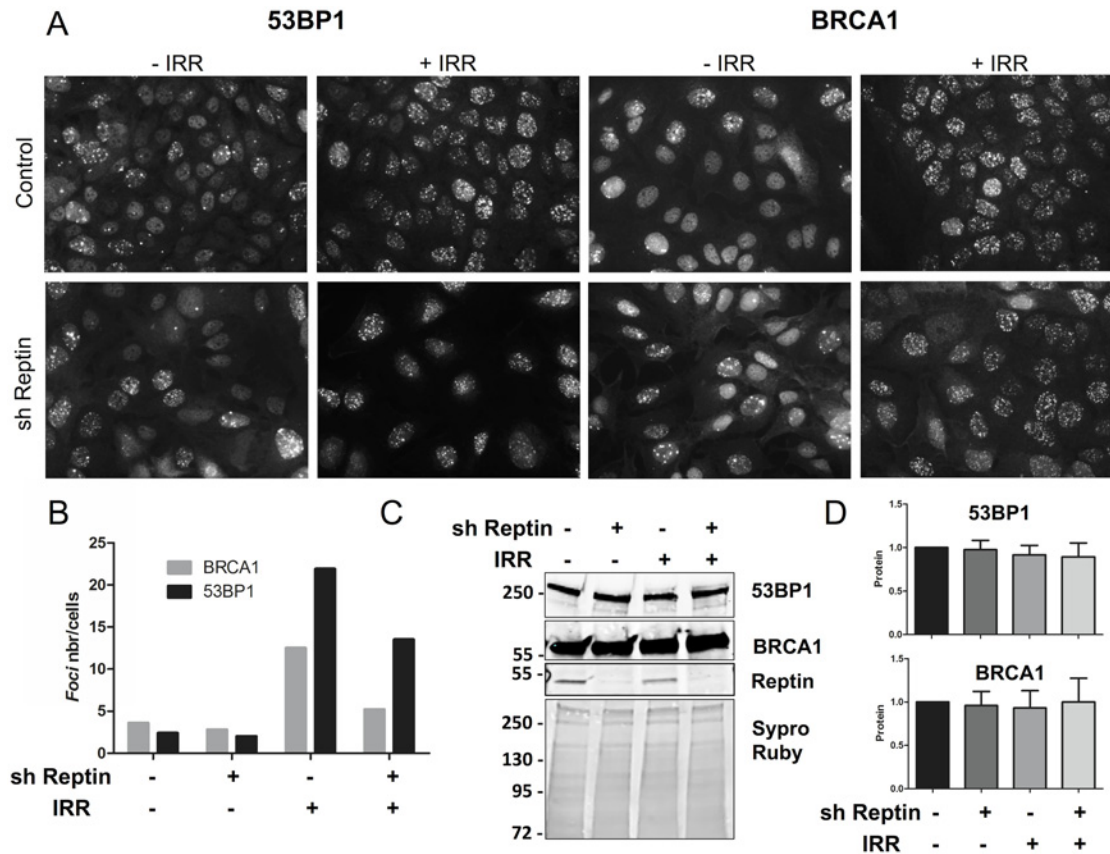 A
53BP1
BRCA1
- IRR
+ IRR
- IRR
+ IRR
Control
sh Reptin
B
25
20
15
10
5
0
Foci nbr/cells
BRCA1
53BP1
sh Reptin - + - +
IRR - - + +
C
sh Reptin - + - +
IRR - - + +
250 -
53BP1
BRCA1
55 -
55 -
Reptin
250 -
130 -
95 -
72 -
Sypro
Ruby
D
53BP1
1.5
1.0
0.5
0.0
Protein
BRCA1
1.5
1.0
0.5
0.0
Protein
sh Reptin - + - +
IRR - - + +